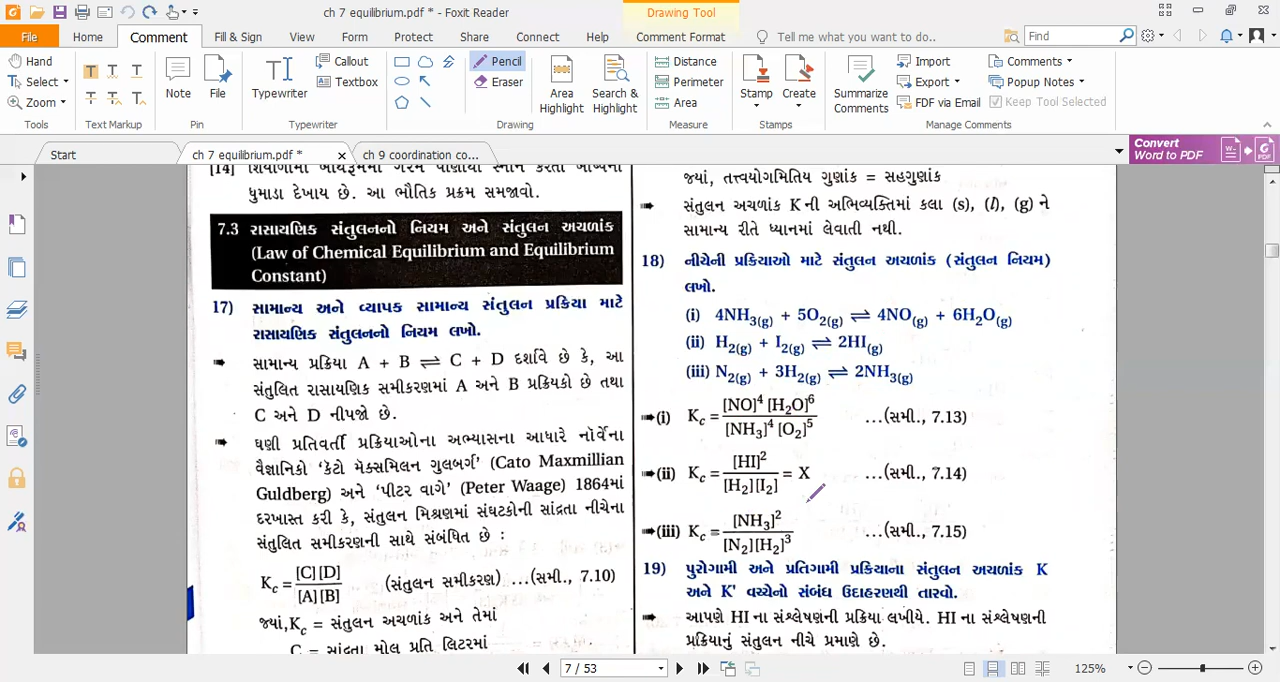 ch 7 equilibrium.pdf * - Foxit Reader
Drawing Tool
File Home Comment Fill & Sign View Form Protect Share Connect Help Comment Format Tell me what you want to do.. Find
Hand Pencil Callout Distance Import Comments
Select Eraser Textbox Perimeter Export Popup Notes
Zoom Note File Typewriter Area Highlight Search & Highlight Area Stamp Create Summarize Comments FDF via Email Keep Tool Selected
Tools Text Markup Pin Typewriter Drawing Measure Stamps Manage Comments
Start ch 7 equilibrium.pdf * ch 9 coordination co... Convert Word to PDF
ધુમાડા દેખાય છે. આ ભૌતિક પ્રક્રમ સમજાવો.
7.3 રાસાયણિક સંતુલનનો નિયમ અને સંતુલન અચળાંક
(Law of Chemical Equilibrium and Equilibrium
Constant)
17) સામાન્ય અને વ્યાપક સામાન્ય સંતુલન પ્રક્રિયા માટે
રાસાયણિક સંતુલનનો નિયમ લખો.
➠ સામાન્ય પ્રક્રિયા A + B ⇌ C + D દર્શાવે છે કે, આ
સંતુલિત રાસાયણિક સમીકરણમાં A અને B પ્રક્રિયકો છે તથા
C અને D નીપજો છે.
➠ ઘણી પ્રતિવર્તી પ્રક્રિયાઓના અભ્યાસના આધારે નૉર્વેના
વૈજ્ઞાનિકો ‘કેટો મૅક્સમિલન ગુલબર્ગ’ (Cato Maxmillian
Guldberg) અને ‘પીટર વાગે’ (Peter Waage) 1864માં
દરખાસ્ત કરી કે, સંતુલન મિશ્રણમાં સંઘટકોની સાંદ્રતા નીચેના
સંતુલિત સમીકરણની સાથે સંબંધિત છે :
K_c = [C][D] / [A][B] (સંતુલન સમીકરણ) ...(સમી., 7.10)
જ્યાં, K_c = સંતુલન અચળાંક અને તેમાં
C = સાંદ્રતા મોલ પ્રતિ લિટરમાં
જ્યાં, તત્ત્વયોગમિતિય ગુણાંક = સહગુણાંક
➠ સંતુલન અચળાંક K ની અભિવ્યક્તિમાં કલા (s), (l), (g) ને
સામાન્ય રીતે ધ્યાનમાં લેવાતી નથી.
18) નીચેની પ્રક્રિયાઓ માટે સંતુલન અચળાંક (સંતુલન નિયમ)
લખો.
(i) 4NH₃(g) + 5O₂(g) ⇌ 4NO(g) + 6H₂O(g)
(ii) H₂(g) + I₂(g) ⇌ 2HI(g)
(iii) N₂(g) + 3H₂(g) ⇌ 2NH₃(g)
➠(i) K_c = [NO]⁴ [H₂O]⁶ / [NH₃]⁴ [O₂]⁵ ...(સમી., 7.13)
➠(ii) K_c = [HI]² / [H₂][I₂] = X ...(સમી., 7.14)
➠(iii) K_c = [NH₃]² / [N₂][H₂]³ ...(સમી., 7.15)
19) પુરોગામી અને પ્રતિગામી પ્રક્રિયાના સંતુલન અચળાંક K
અને K' વચ્ચેનો સંબંધ ઉદાહરણથી તારવો.
➠ આપણે HI ના સંશ્લેષણની પ્રક્રિયા લખીયે. HI ના સંશ્લેષણની
પ્રક્રિયાનું સંતુલન નીચે પ્રમાણે છે.
7 / 53 125%